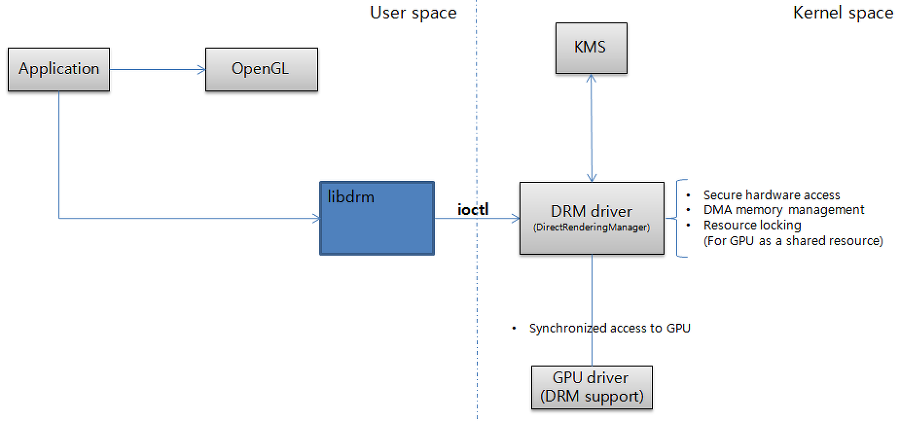 User space
Kernel space
Application
OpenGL
KMS
libdrm
ioctl
DRM driver
(DirectRenderingManager)
• Secure hardware access
• DMA memory management
• Resource locking
(For GPU as a shared resource)
• Synchronized access to GPU
GPU driver
(DRM support)